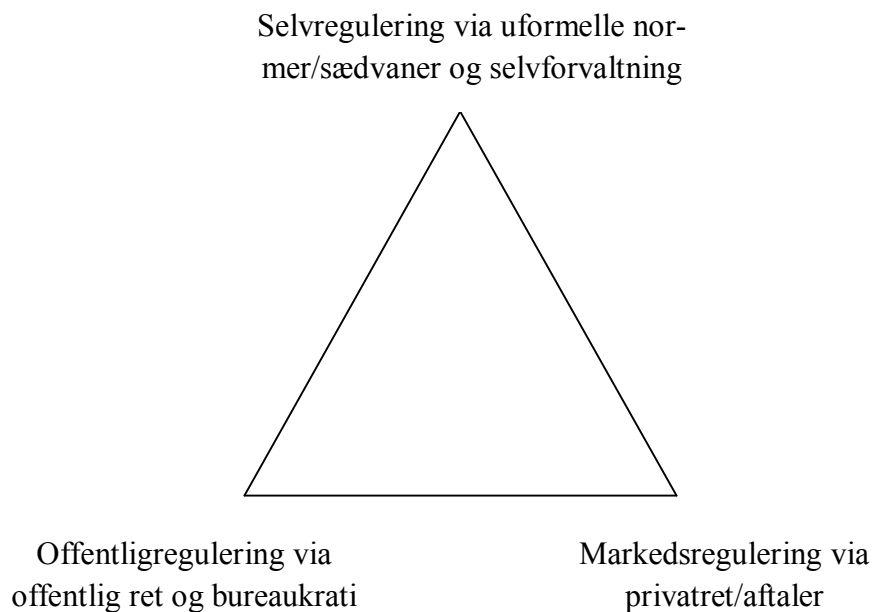 Selvregulering via uformelle nor-
mer/sædvaner og selvforvaltning
Offentligregulering via
offentlig ret og bureaukrati
Markedsregulering via
privatret/aftaler